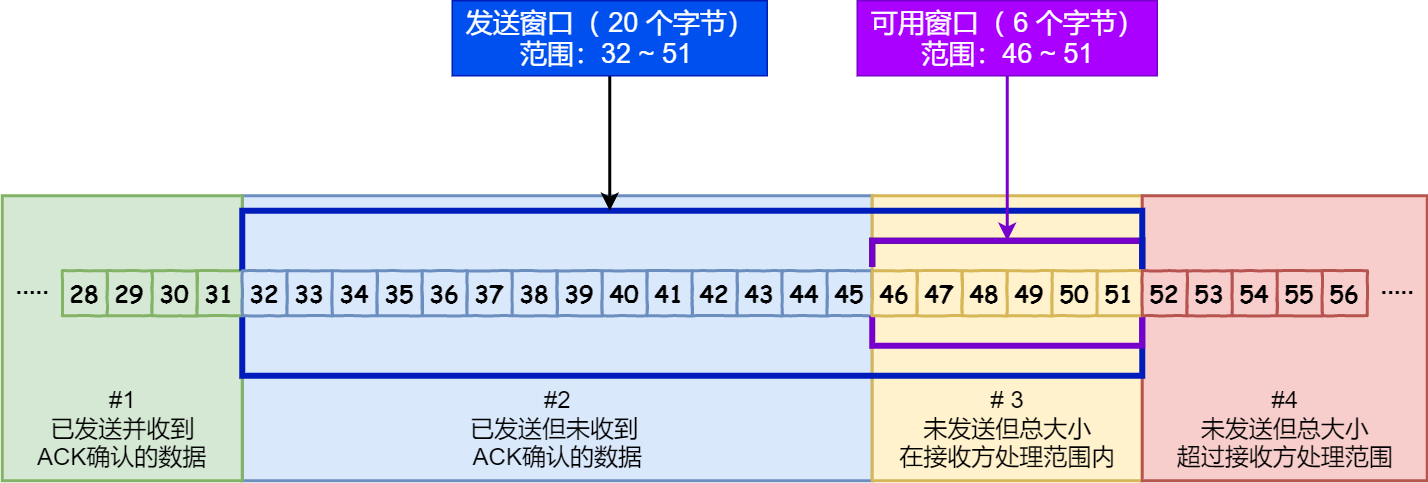 发送窗口（ 20 个字节）
范围：32 ~ 51
可用窗口（ 6 个字节）
范围：46 ~ 51
····· 28 29 30 31 32 33 34 35 36 37 38 39 40 41 42 43 44 45 46 47 48 49 50 51 52 53 54 55 56 ·····
#1
已发送并收到
ACK确认的数据
#2
已发送但未收到
ACK确认的数据
# 3
未发送但总大小
在接收方处理范围内
#4
未发送但总大小
超过接收方处理范围